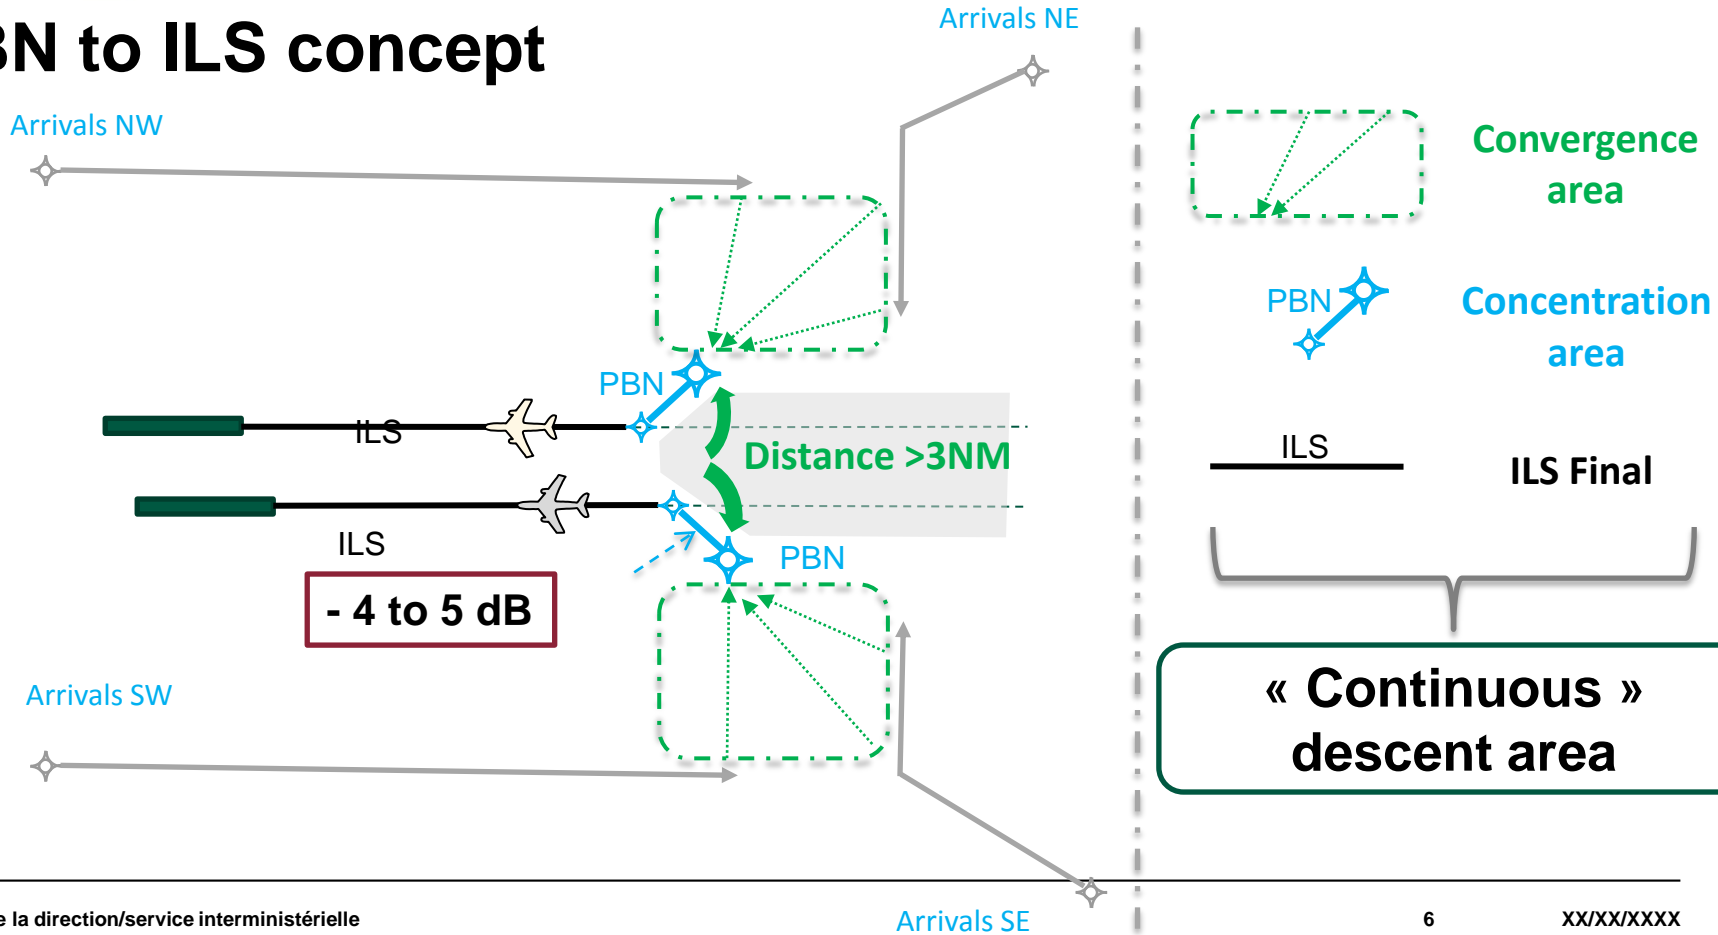 BN to ILS concept
Arrivals NE
Arrivals NW
Convergence
area
PBN
Concentration
area
PBN
ILS
Distance >3NM
ILS
ILS Final
ILS
PBN
- 4 to 5 dB
Arrivals SW
« Continuous »
descent area
e la direction/service interministérielle
Arrivals SE
6
XX/XX/XXXX